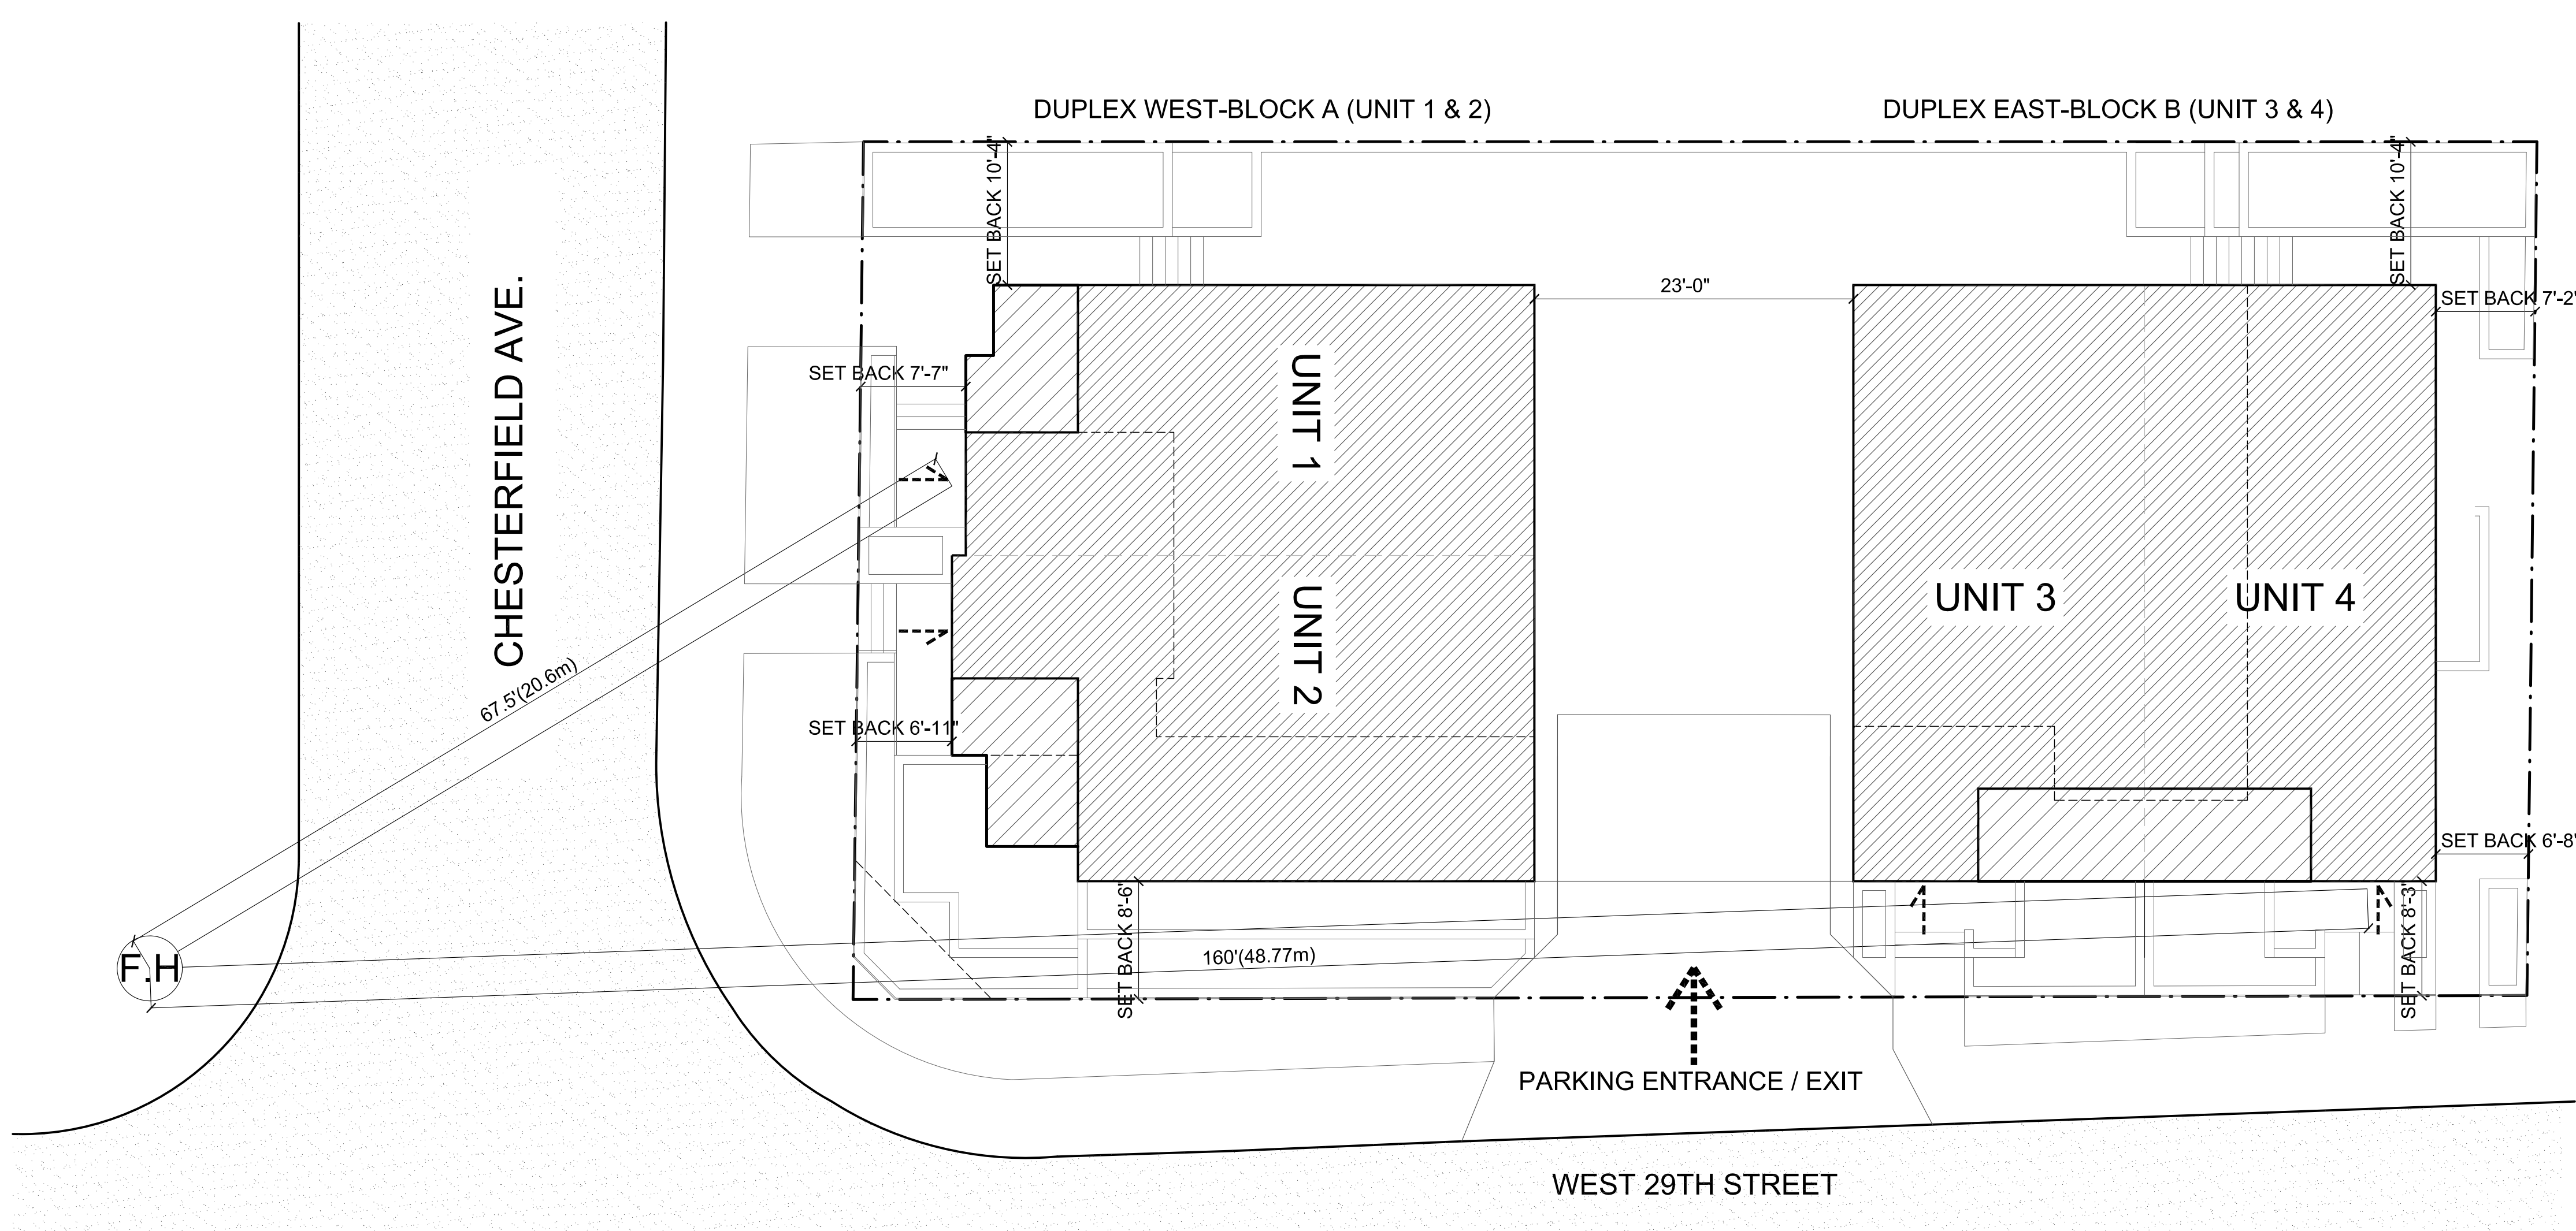 DUPLEX WEST-BLOCK A (UNIT 1 & 2)
DUPLEX EAST-BLOCK B (UNIT 3 & 4)
SET BACK 10'-4"
SET BACK 10'-4"
23'-0"
SET BACK 7'-2"
SET BACK 7'-7"
CHESTERFIELD AVE.
UNIT 1
UNIT 2
UNIT 3
UNIT 4
67.5'(20.6m)
SET BACK 6'-11"
SET BACK 6'-8"
F.H
SET BACK 8'-6"
160'(48.77m)
SET BACK 8'-3"
PARKING ENTRANCE / EXIT
WEST 29TH STREET